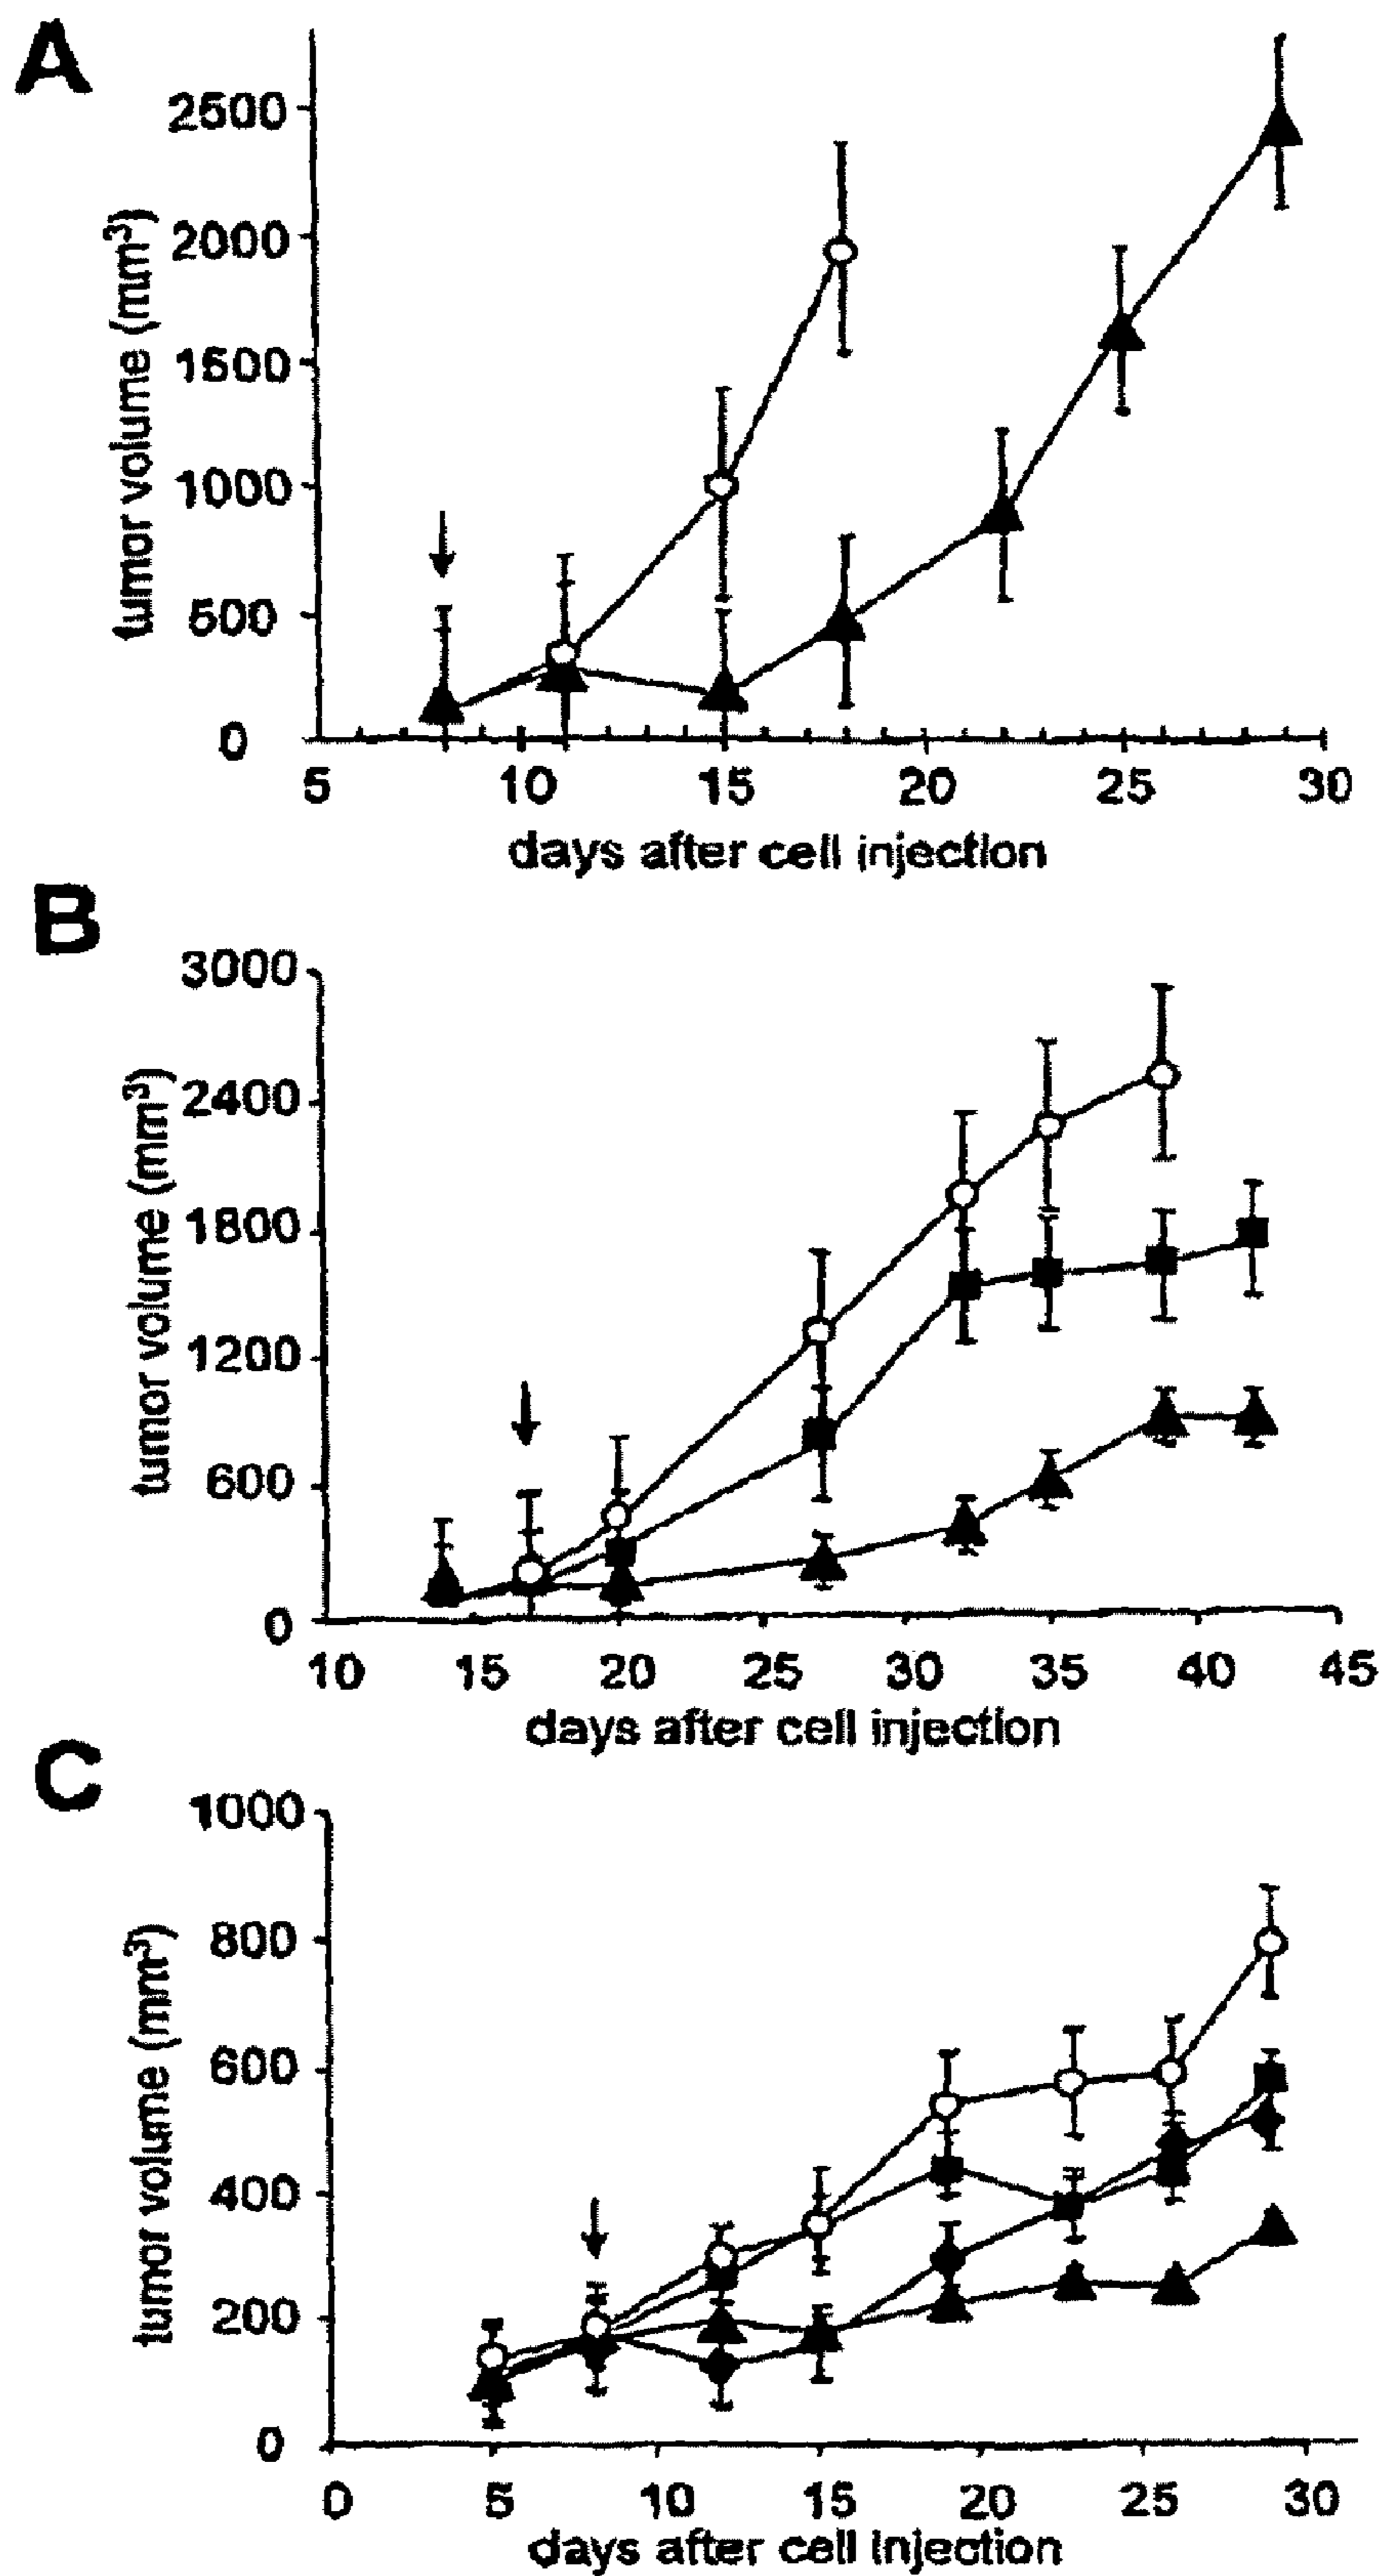 A
2500
2000
1500
1000
500
0
tumor volume (mm³)
5 10 15 20 25 30
days after cell injection
B
3000
2400
1800
1200
600
0
tumor volume (mm³)
10 15 20 25 30 35 40 45
days after cell injection
C
1000
800
600
400
200
0
tumor volume (mm³)
0 5 10 15 20 25 30
days after cell injection